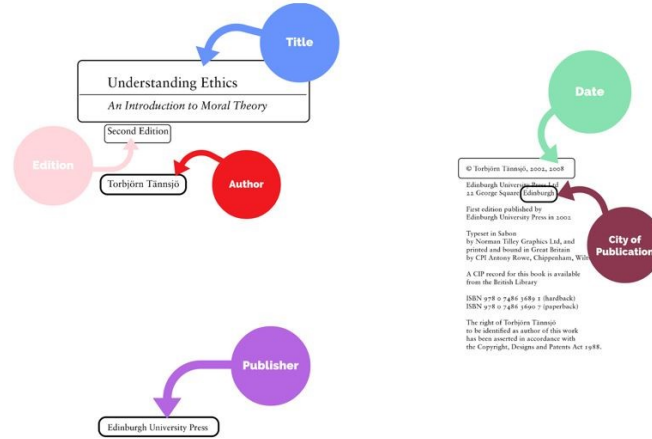 Title
Understanding Ethics
An Introduction to Moral Theory
Second Edition
Edition
Torbjörn Tännsjö
Author
Publisher
Edinburgh University Press
Date
© Torbjörn Tännsjö, 2002, 2008
Edinburgh University Press Ltd
22 George Square, Edinburgh
City of
Publication
First edition published by
Edinburgh University Press in 2002
Typeset in Sabon
by Norman Tilley Graphics Ltd, and
printed and bound in Great Britain
by CPI Antony Rowe, Chippenham, Wilt
A CIP record for this book is available
from the British Library
ISBN 978 0 7486 3689 1 (hardback)
ISBN 978 0 7486 3690 7 (paperback)
The right of Torbjörn Tännsjö
to be identified as author of this work
has been asserted in accordance with
the Copyright, Designs and Patents Act 1988.